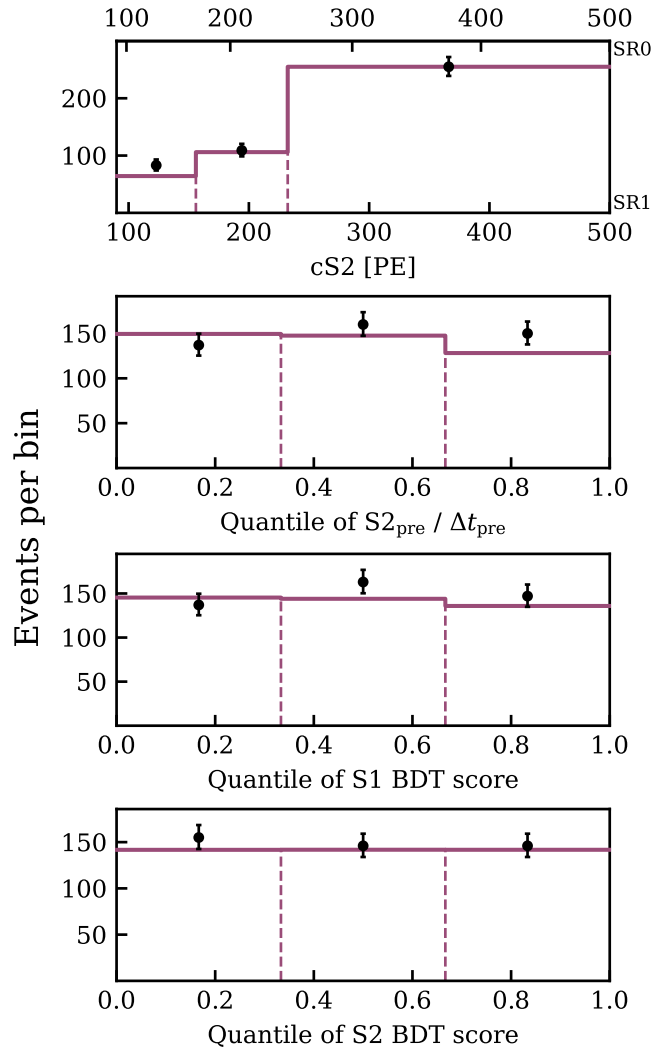 100 200 300 400 500
SR0
200
100
SR1
100 200 300 400 500
cS2 [PE]
150
100
50
0.0 0.2 0.4 0.6 0.8 1.0
Quantile of S2pre / Δtpre
Events per bin
150
100
50
0.0 0.2 0.4 0.6 0.8 1.0
Quantile of S1 BDT score
150
100
50
0.0 0.2 0.4 0.6 0.8 1.0
Quantile of S2 BDT score